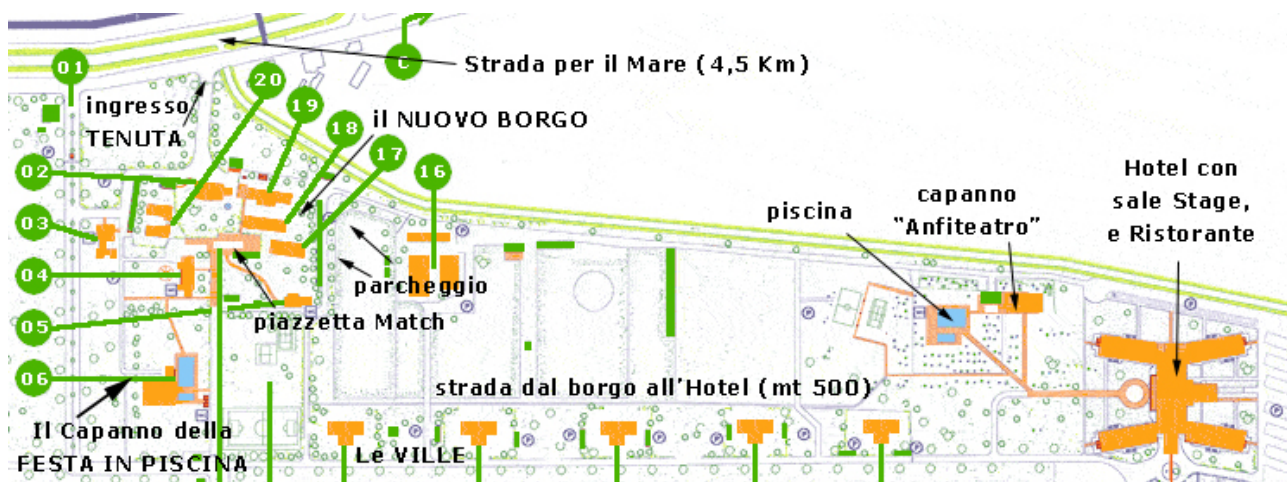 C
Strada per il Mare (4,5 Km)
01
20
ingresso
TENUTA
19
il NUOVO BORGO
18
17
02
16
Hotel con
sale Stage,
e Ristorante
capanno
"Anfiteatro"
piscina
03
04
parcheggio
05
piazzetta Match
06
strada dal borgo all'Hotel (mt 500)
Il Capanno della
FESTA IN PISCINA
Le VILLE
P
P
P
P
P
P
P
P
P
P
P
P
P